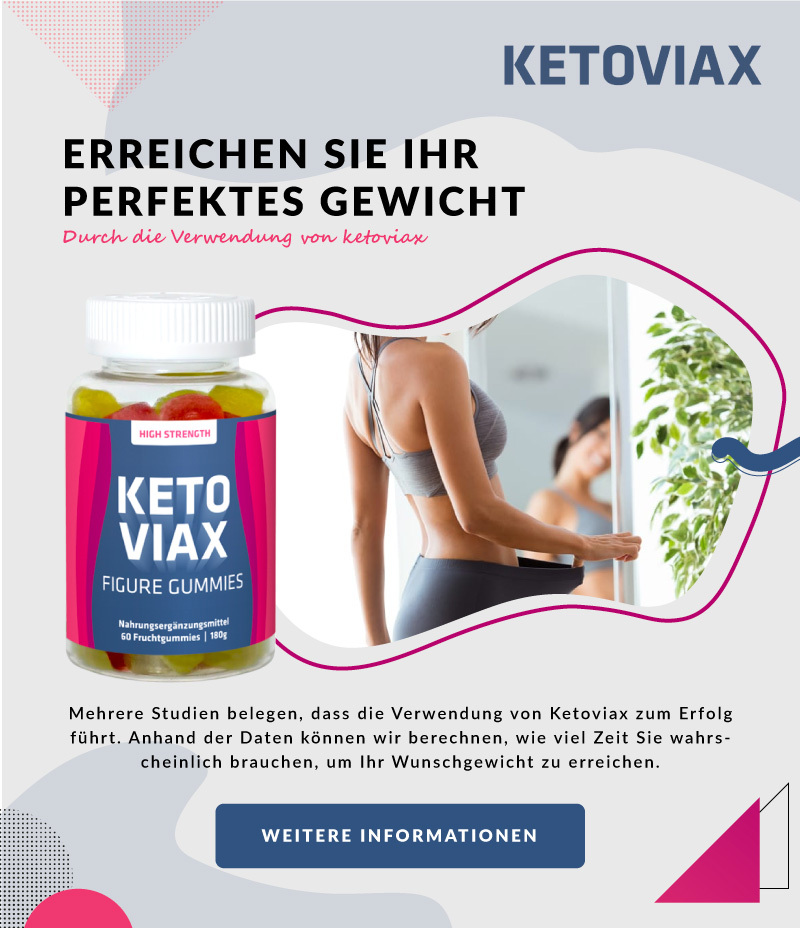 KETOVIAX
ERREICHEN SIE IHR
PERFEKTES GEWICHT
Durch die Verwendung von ketoviax
HIGH STRENGTH
KETO
VIAX
FIGURE GUMMIES
Nahrungsergänzungsmittel
60 Fruchtgummies | 180g
Mehrere Studien belegen, dass die Verwendung von Ketoviax zum Erfolg
führt. Anhand der Daten können wir berechnen, wie viel Zeit Sie wahrs-
cheinlich brauchen, um Ihr Wunschgewicht zu erreichen.
WEITERE INFORMATIONEN